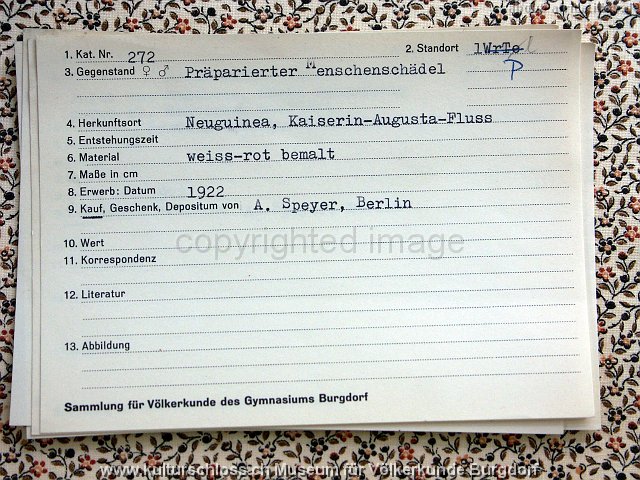 1. Kat. Nr. 272 2. Standort 1WrTe
3. Gegenstand ♀ ♂ Präparierter Menschenschädel P
4. Herkunftsort Neuguinea, Kaiserin-Augusta-Fluss
5. Entstehungszeit
6. Material weiss-rot bemalt
7. Maße in cm
8. Erwerb: Datum 1922
9. Kauf, Geschenk, Depositum von A. Speyer, Berlin
copyrighted image
10. Wert
11. Korrespondenz
12. Literatur
13. Abbildung
Sammlung für Völkerkunde des Gymnasiums Burgdorf
www.kulturschloss.ch Museum für Völkerkunde Burgdorf